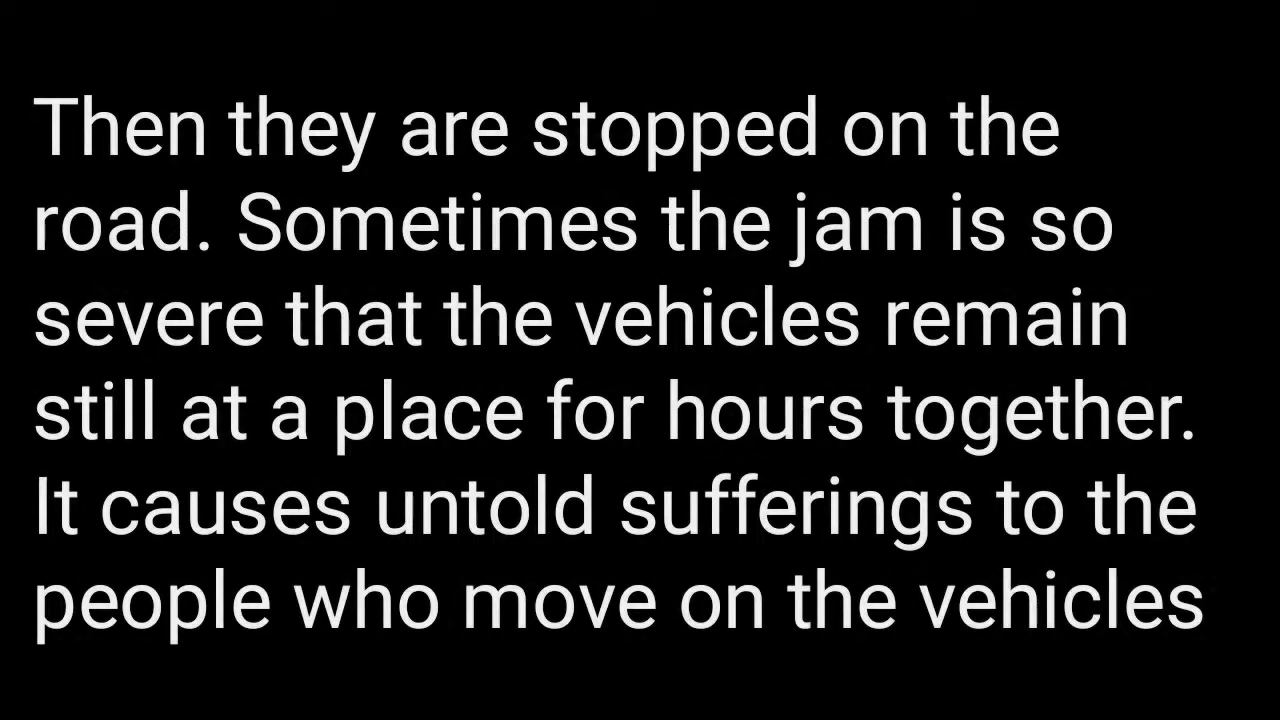 Then they are stopped on the
road. Sometimes the jam is so
severe that the vehicles remain
still at a place for hours together.
It causes untold sufferings to the
people who move on the vehicles